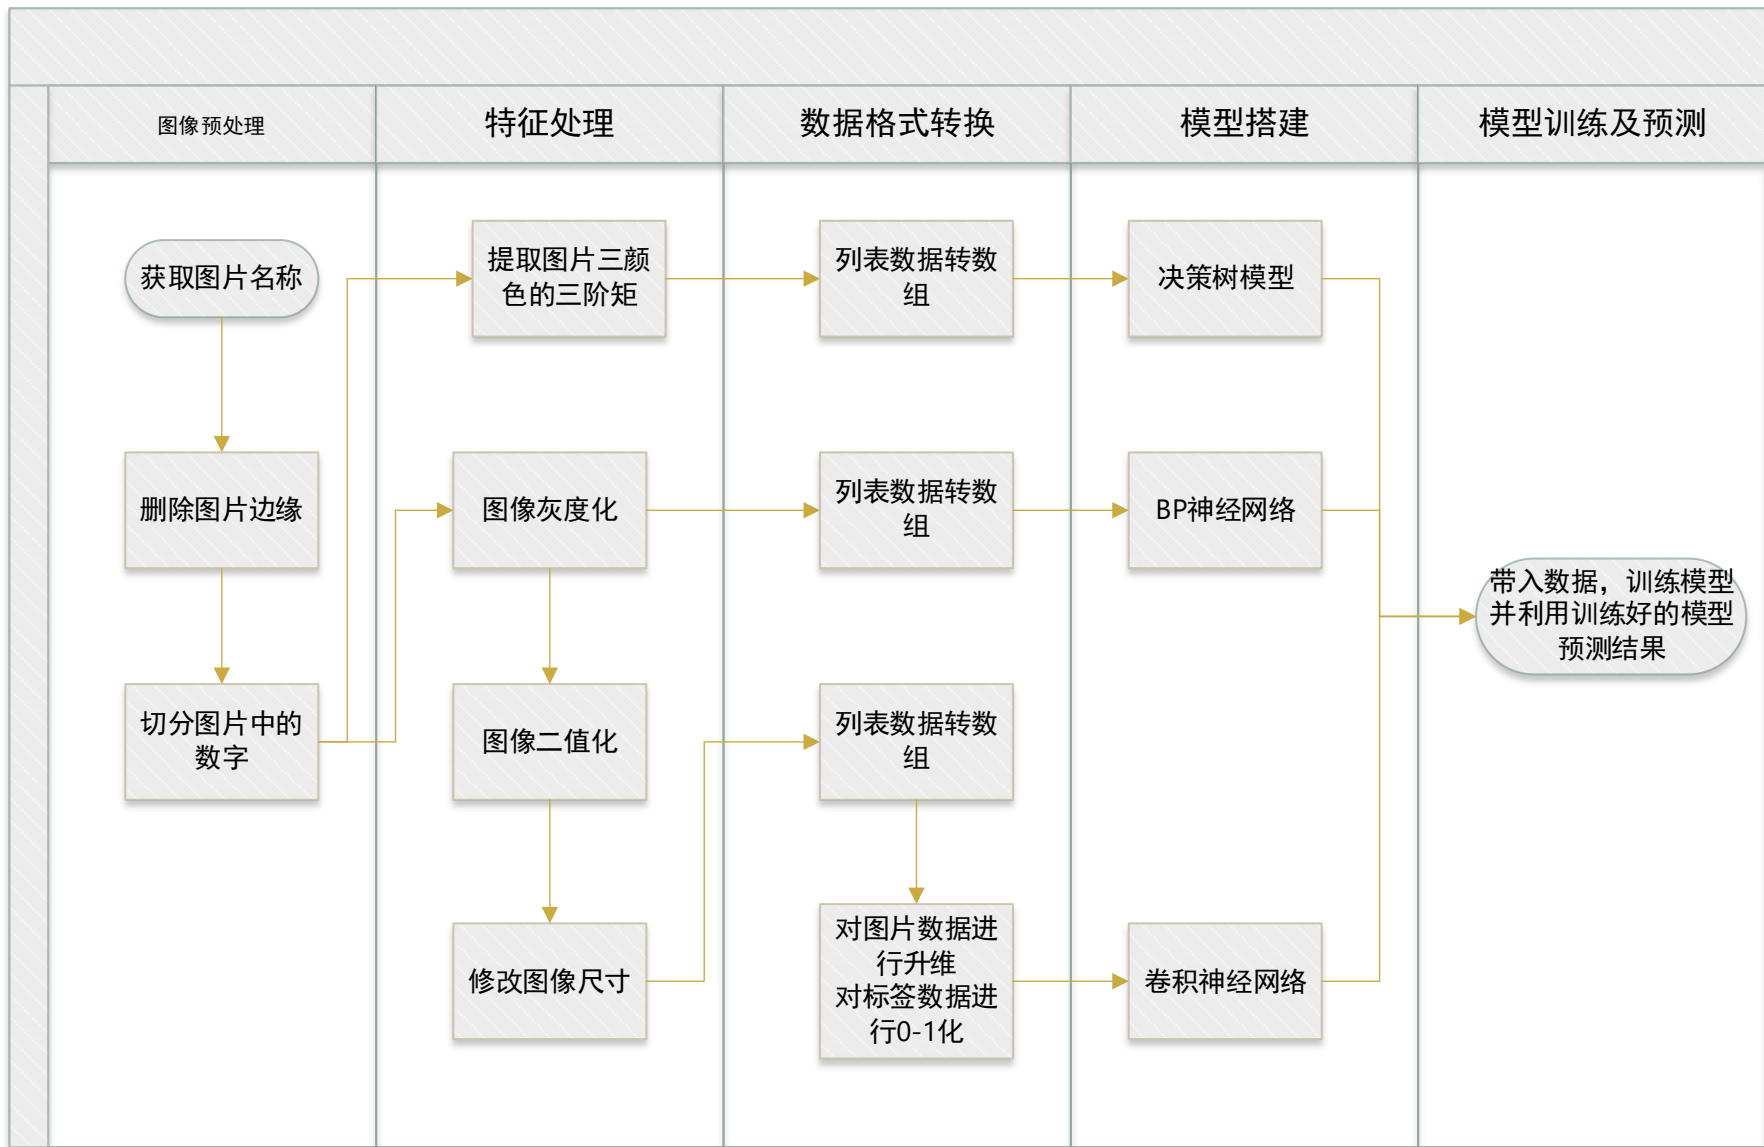 图像预处理
特征处理
数据格式转换
模型搭建
模型训练及预测
获取图片名称
删除图片边缘
切分图片中的
数字
提取图片三颜
色的三阶矩
图像灰度化
图像二值化
修改图像尺寸
列表数据转数
组
列表数据转数
组
列表数据转数
组
对图片数据进
行升维
对标签数据进
行0-1化
决策树模型
BP神经网络
卷积神经网络
带入数据，训练模型
并利用训练好的模型
预测结果